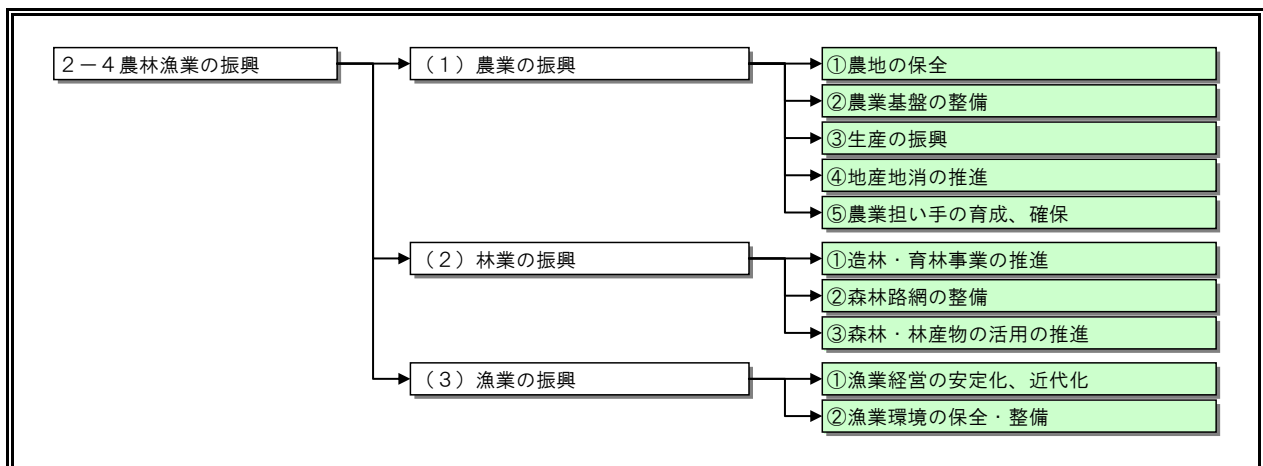 2-4農林漁業の振興
(1)農業の振興
①農地の保全
②農業基盤の整備
③生産の振興
④地産地消の推進
⑤農業担い手の育成、確保
(2)林業の振興
①造林・育林事業の推進
②森林路網の整備
③森林・林産物の活用の推進
(3)漁業の振興
①漁業経営の安定化、近代化
②漁業環境の保全・整備